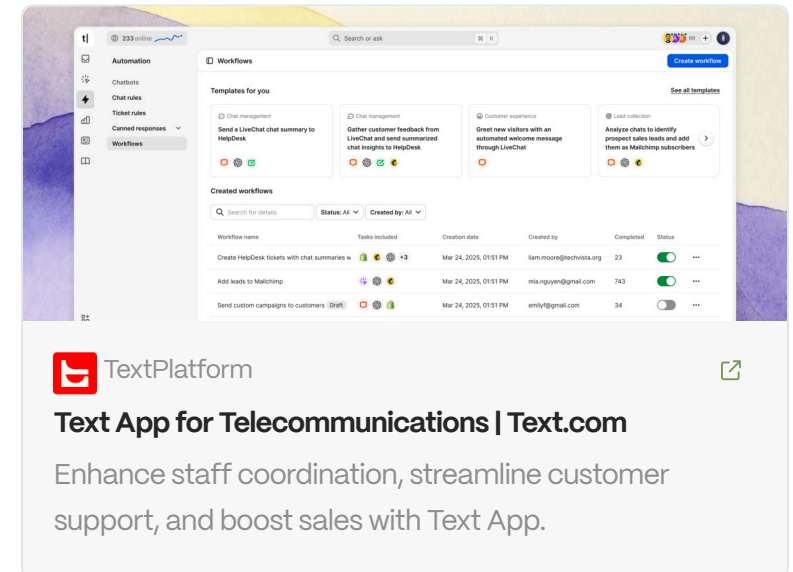 t|
233 online
Search or ask
⌘ K
Automation
Workflows
Create workflow
Chatbots
Chat rules
Ticket rules
Canned responses
Workflows
Templates for you
See all templates
Chat management
Send a LiveChat chat summary to
HelpDesk
Chat management
Gather customer feedback from
LiveChat and send summarized
chat insights to HelpDesk
Customer experience
Greet new visitors with an
automated welcome message
through LiveChat
Lead collection
Analyze chats to identify
prospect sales leads and add
them as Mailchimp subscribers
Created workflows
Search for details
Status: All
Created by: All
Workflow name Tasks included Creation date Created by Completed Status
Create HelpDesk tickets with chat summaries w +3 Mar 24, 2025, 01:51 PM liam.moore@techvista.org 23
Add leads to Mailchimp Mar 24, 2025, 01:51 PM mia.nguyen@gmail.com 743
Send custom campaigns to customers Draft Mar 24, 2025, 01:51 PM emilyf@gmail.com 34
TextPlatform
Text App for Telecommunications | Text.com
Enhance staff coordination, streamline customer
support, and boost sales with Text App.